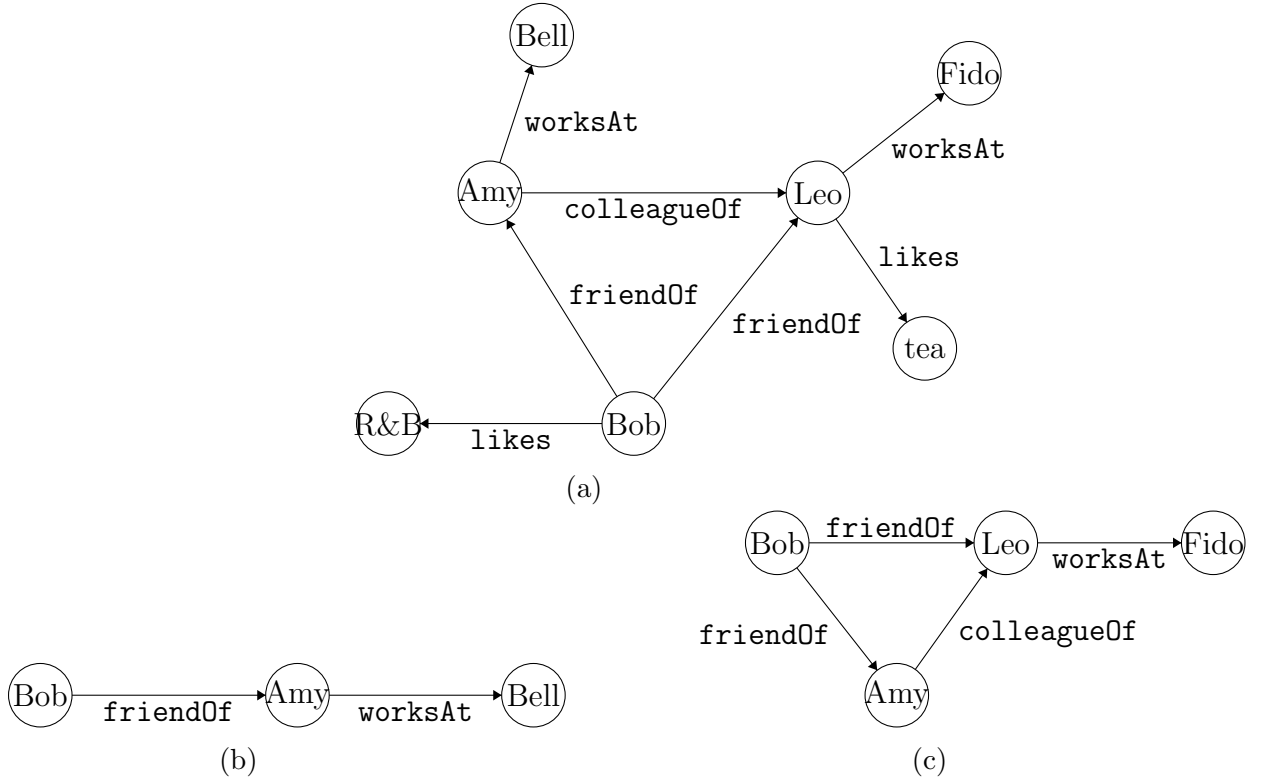 Bell
Fido
worksAt
worksAt
Amy
Leo
colleagueOf
likes
friendOf
friendOf
tea
R&B
Bob
likes
(a)
Bob
friendOf
Leo
Fido
worksAt
friendOf
colleagueOf
Bob
Amy
Bell
Amy
friendOf
worksAt
(b)
(c)